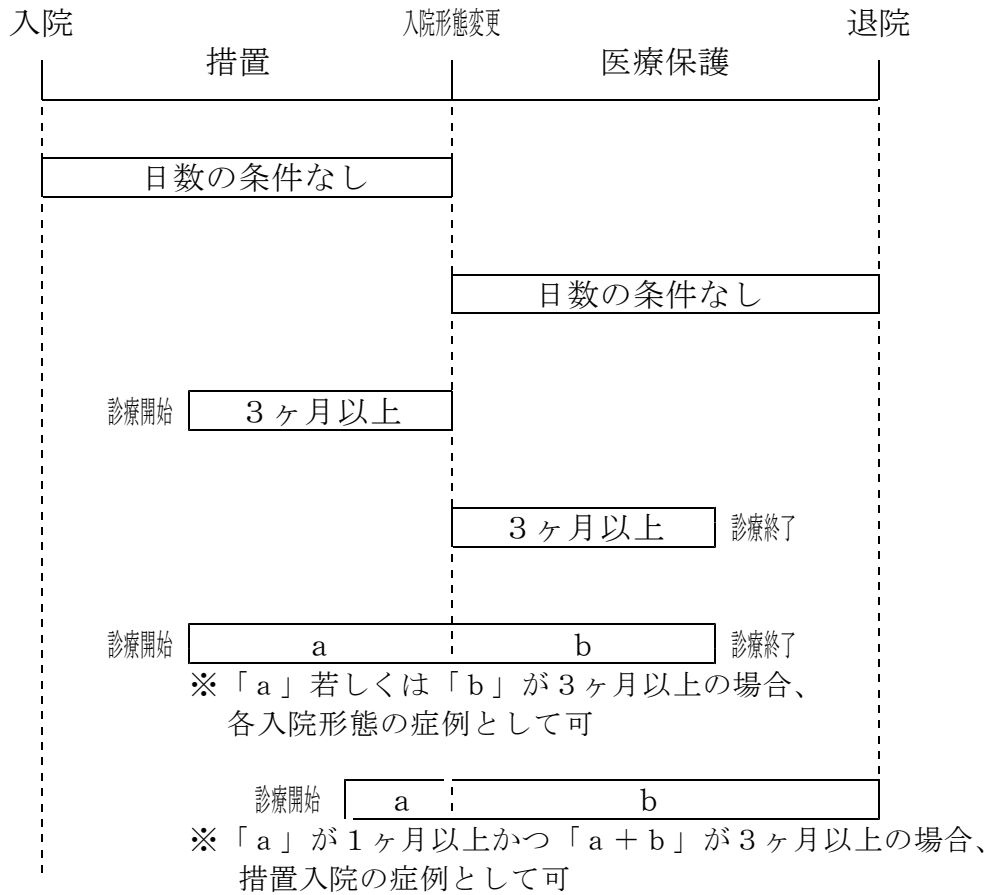 入院 入院形態変更 退院
措置 医療保護
日数の条件なし
日数の条件なし
診療開始 3ヶ月以上
3ヶ月以上 診療終了
診療開始 a b 診療終了
※「a」若しくは「b」が3ヶ月以上の場合、
各入院形態の症例として可
診療開始 a b
※「a」が1ヶ月以上かつ「a+b」が3ヶ月以上の場合、
措置入院の症例として可